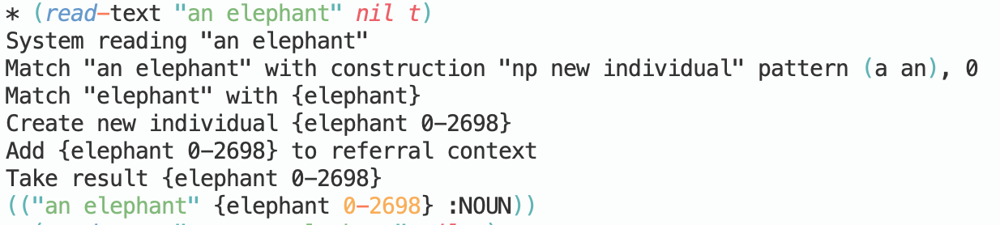 * (read-text "an elephant" nil t)
System reading "an elephant"
Match "an elephant" with construction "np new individual" pattern (a an), 0
Match "elephant" with {elephant}
Create new individual {elephant 0-2698}
Add {elephant 0-2698} to referral context
Take result {elephant 0-2698}
(("an elephant" {elephant 0-2698} :NOUN))